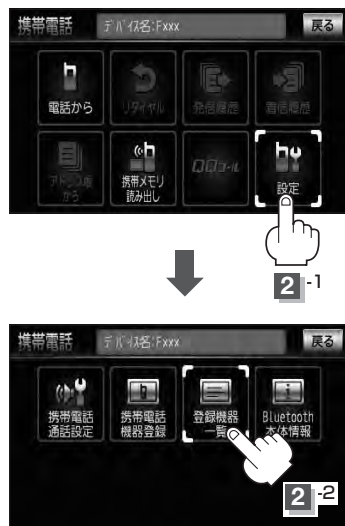 携帯電話 デバイス名:Fxxx 戻る
電話から リダイヤル 発信履歴 着信履歴
アドレス帳
から
携帯メモリ
読み出し
QQコール
設定
2-1
携帯電話 デバイス名:Fxxx 戻る
携帯電話
通話設定
携帯電話
機器登録
登録機器
一覧
Bluetooth
本体情報
2-2